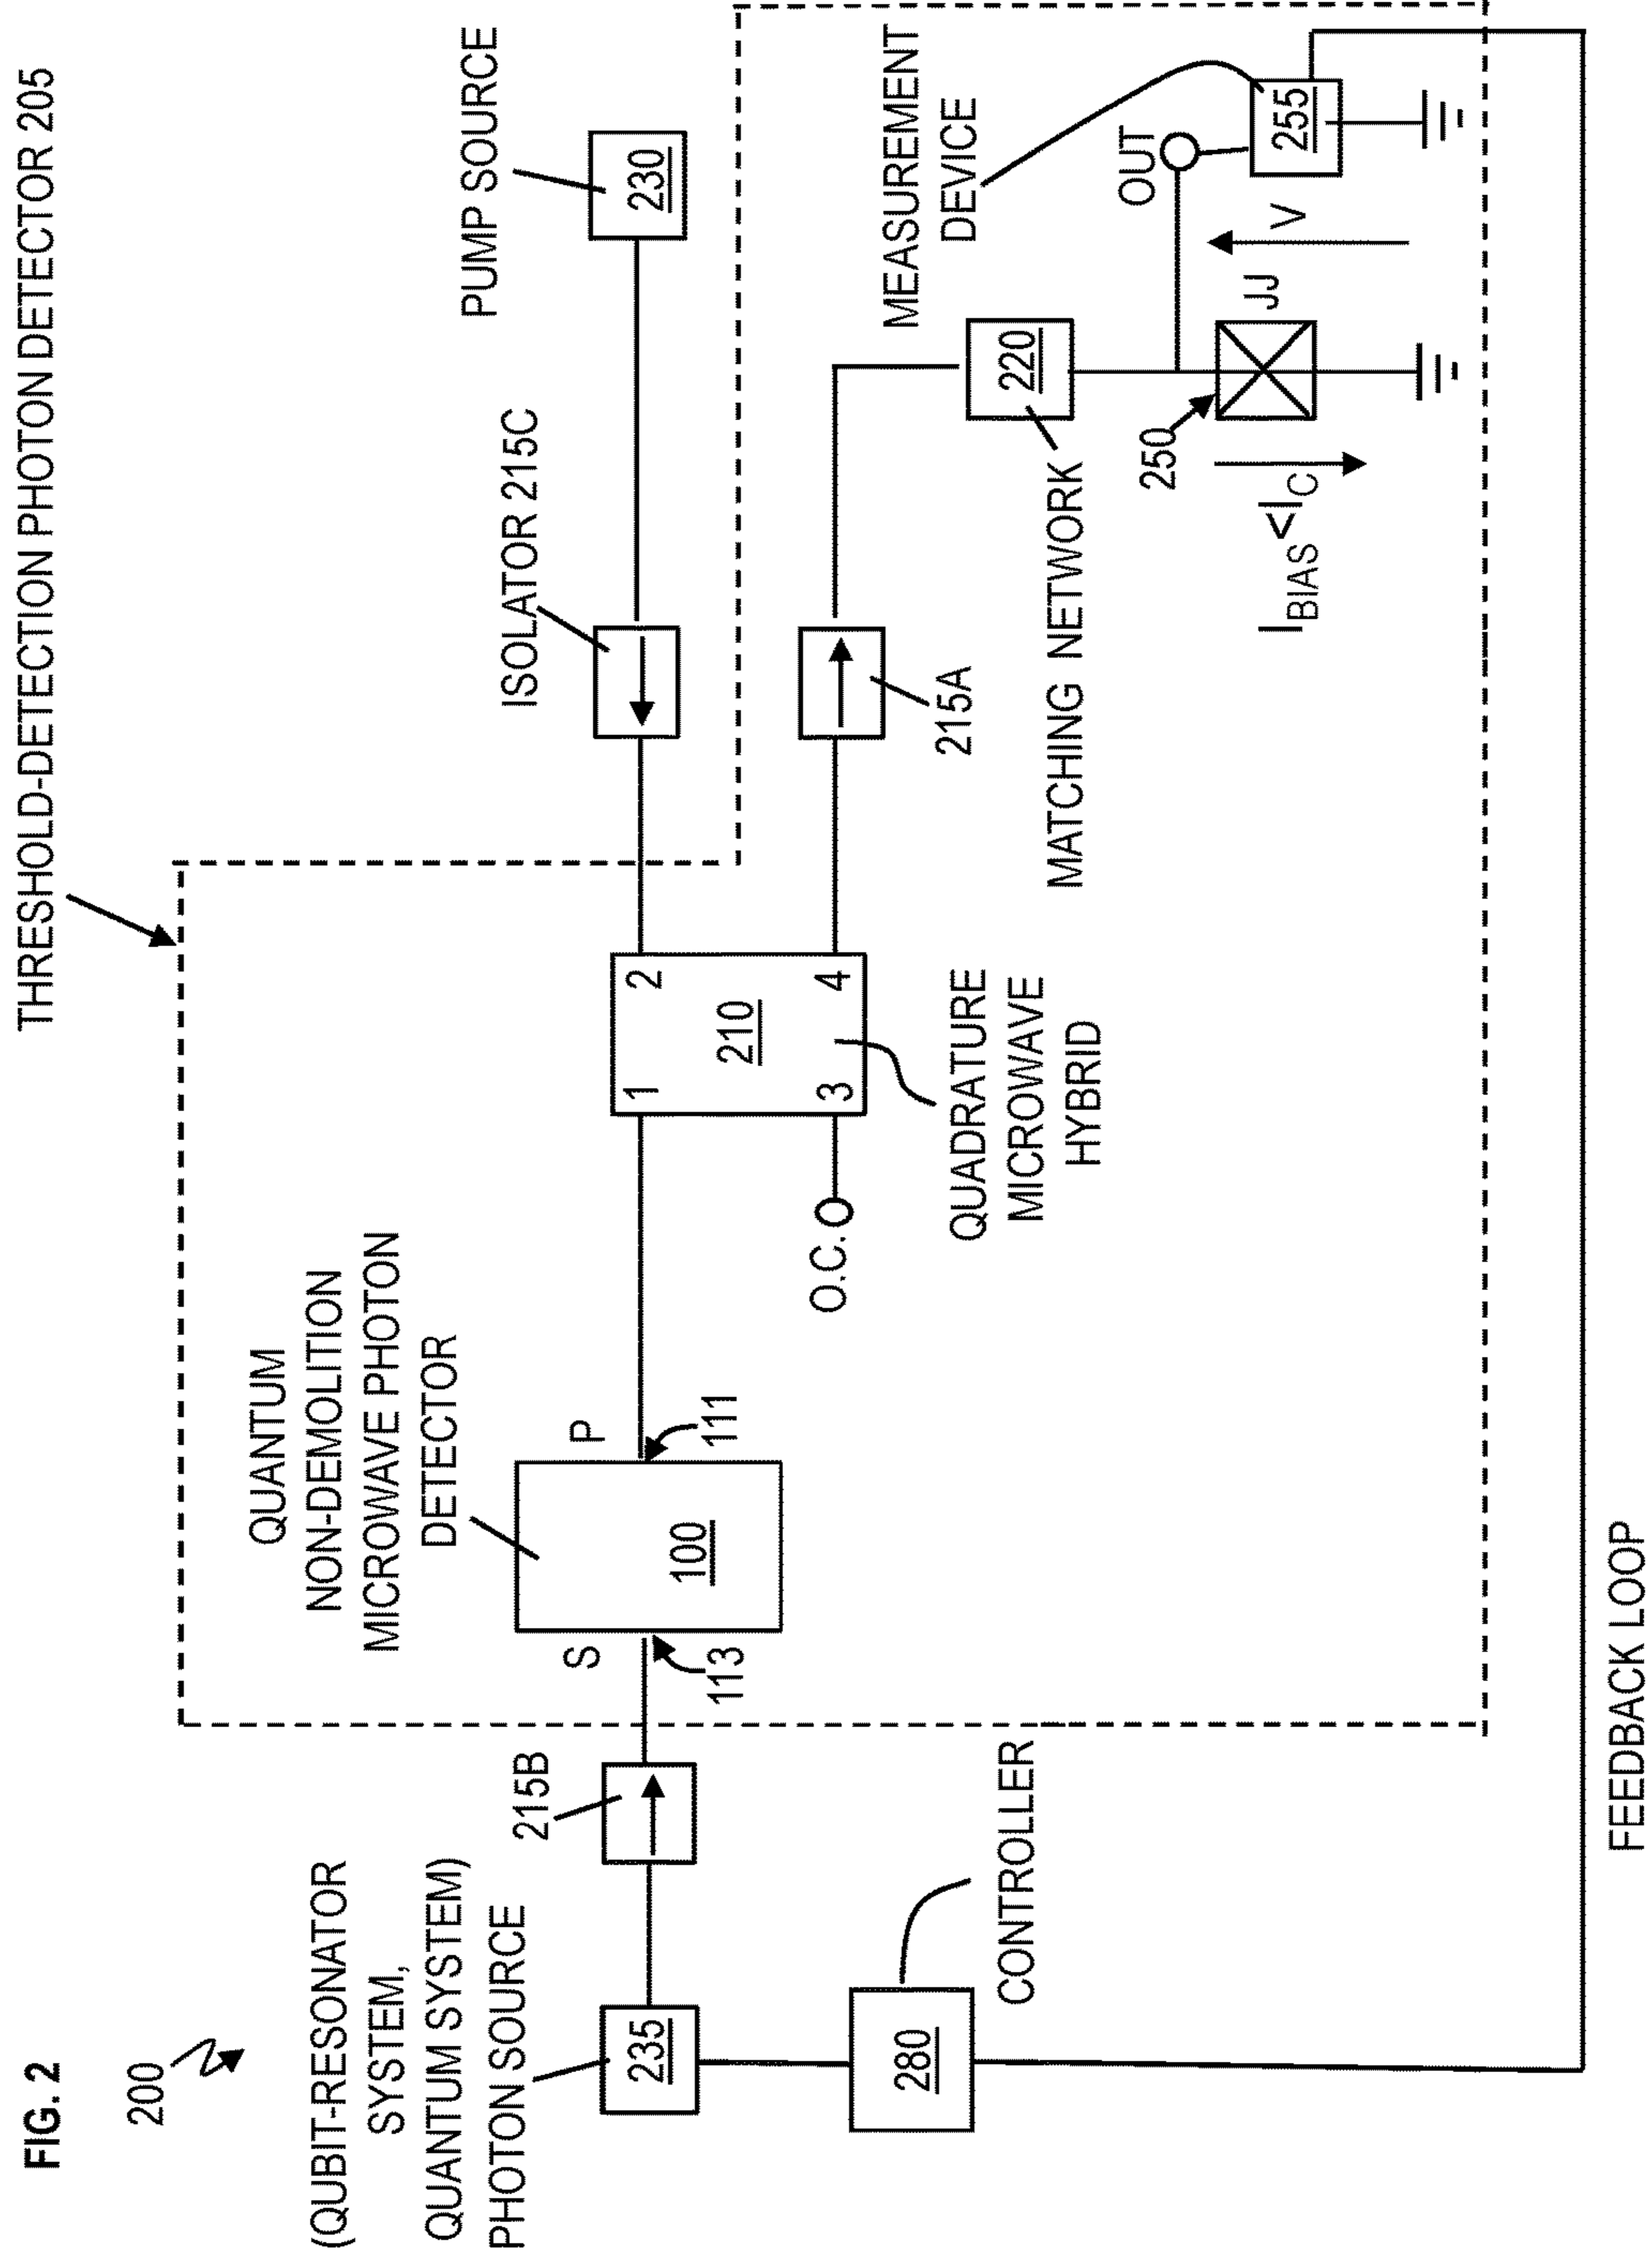 FIG. 2
200
THRESHOLD-DETECTION PHOTON DETECTOR 205
(QUBIT-RESONATOR
SYSTEM,
QUANTUM SYSTEM)
PHOTON SOURCE
235
215B
QUANTUM
NON-DEMOLITION
MICROWAVE PHOTON
DETECTOR
S
P
100
113
111
1
2
210
3
4
O.C.
QUADRATURE
MICROWAVE
HYBRID
ISOLATOR 215C
PUMP SOURCE
230
215A
MATCHING NETWORK
220
MEASUREMENT
DEVICE
OUT
255
250
JJ
V
IBIAS <IC
280
CONTROLLER
FEEDBACK LOOP